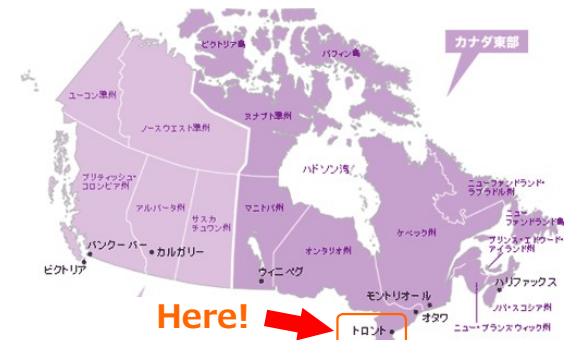 ビクトリア島
バフィン島
カナダ東部
ユーコン準州
ヌナブト準州
ノースウエスト準州
ハドソン湾
ブリティッシュ・
コロンビア州
アルバータ州
サスカ
チュワン州
マニトバ州
オンタリオ州
ケベック州
ニューファンドランド・
ラブラドル州
ニュー
ファンドランド島
プリンス・エドワード・
アイランド州
バンクーバー
カルガリー
ビクトリア
ウィニペグ
モントリオール
オタワ
ハリファックス
ノバ・スコシア州
ニュー・ブランズウィック州
Here!
トロント